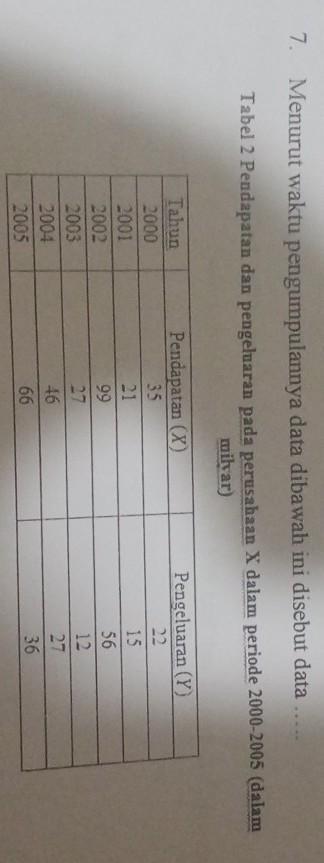 7. Menurut waktu pengumpulannya data dibawah ini disebut data .....
Tabel 2 Pendapatan dan pengeluaran pada perusahaan X dalam periode 2000-2005 (dalam
milyar)
Tahun Pendapatan (X) Pengeluaran (Y)
2000 35 22
2001 21 15
2002 99 56
2003 27 12
2004 46 27
2005 66 36